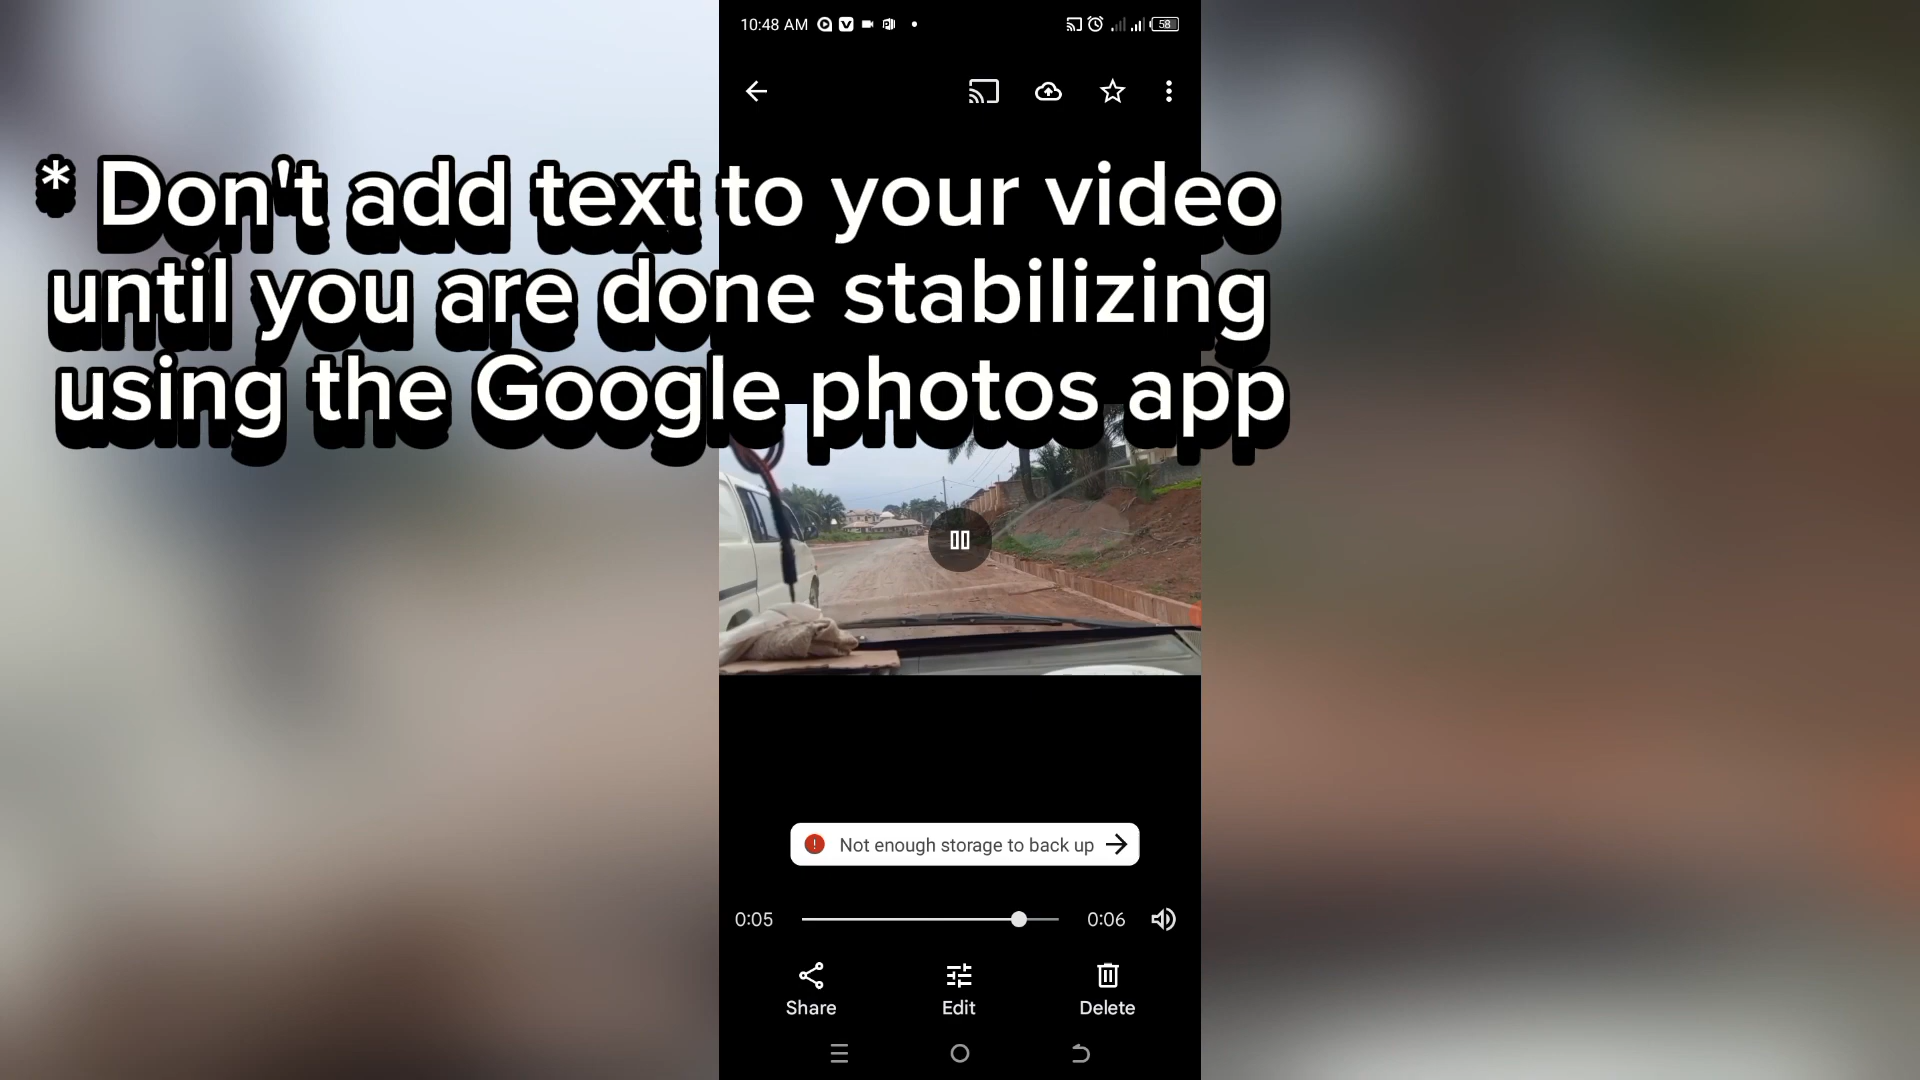 10:48 AM
58
* Don't add text to your video
until you are done stabilizing
using the Google photos app
Not enough storage to back up
0:05
0:06
Share
Edit
Delete